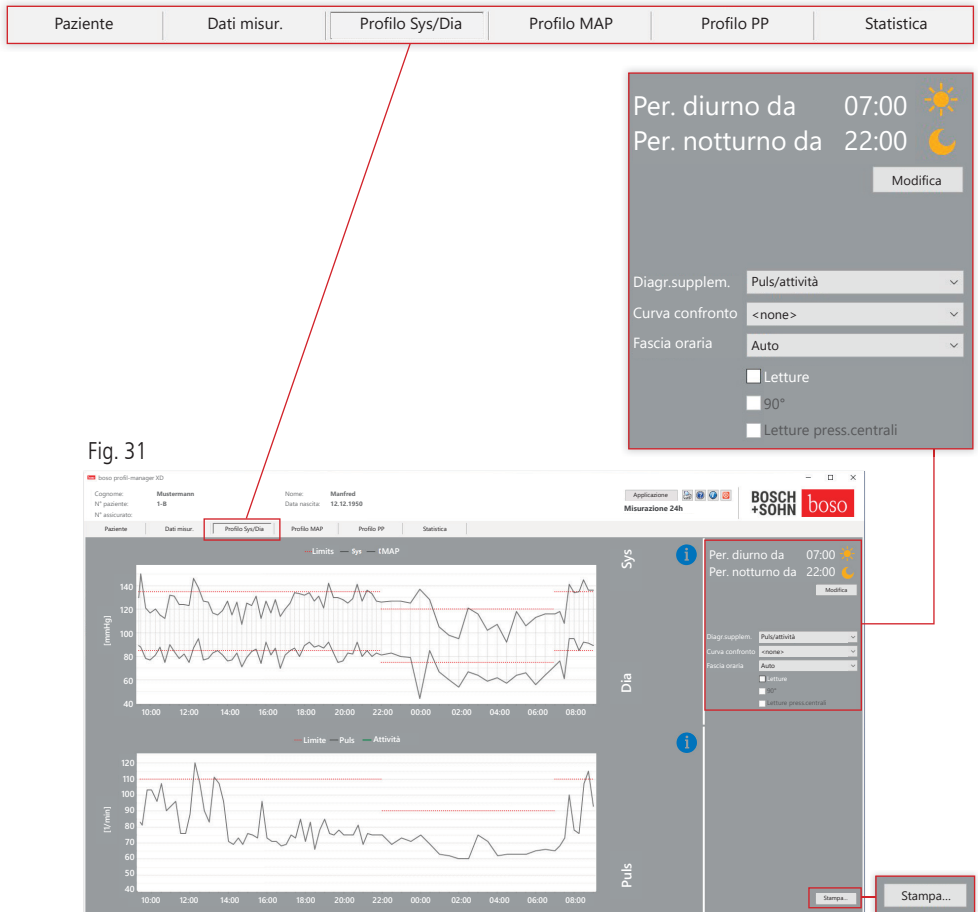 Paziente Dati misur. Profilo Sys/Dia Profilo MAP Profilo PP Statistica
Per. diurno da 07:00
Per. notturno da 22:00
Modifica
Diagr.supplem. Puls/attività
Curva confronto <none>
Fascia oraria Auto
Letture
90°
Letture press.centrali
Fig. 31
boso profil-manager XD
Cognome: Mustermann Nome: Manfred
N° paziente: 1-B Data nascita: 12.12.1950
N° assicurato:
Applicazione
Misurazione 24h
BOSCH
+SOHN
boso
Paziente Dati misur. Profilo Sys/Dia Profilo MAP Profilo PP Statistica
Limits Sys (MAP
Sys
[mmHg]
140
120
100
80
60
40
10:00 12:00 14:00 16:00 18:00 20:00 22:00 00:00 02:00 04:00 06:00 08:00
Dia
Per. diurno da 07:00
Per. notturno da 22:00
Modifica
Diagr.supplem. Puls/attività
Curva confronto <none>
Fascia oraria Auto
Letture
90°
Letture press.centrali
Limite Puls Attività
[1/min]
120
110
100
90
80
70
60
50
40
10:00 12:00 14:00 16:00 18:00 20:00 22:00 00:00 02:00 04:00 06:00 08:00
Puls
Stampa...
Stampa...